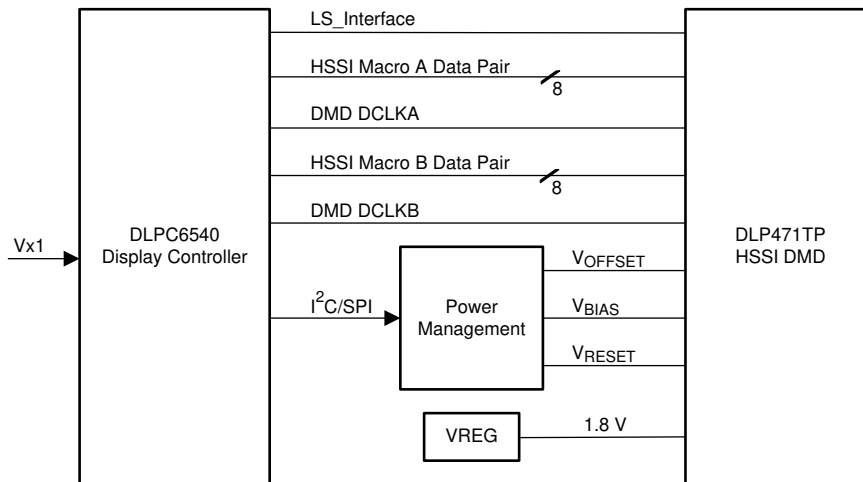 LS_Interface
HSSI Macro A Data Pair
8
DMD DCLKA
HSSI Macro B Data Pair
8
DMD DCLKB
Vx1
DLPC6540
Display Controller
DLP471TP
HSSI DMD
I²C/SPI
Power
Management
VOFFSET
VBIAS
VRESET
VREG
1.8 V